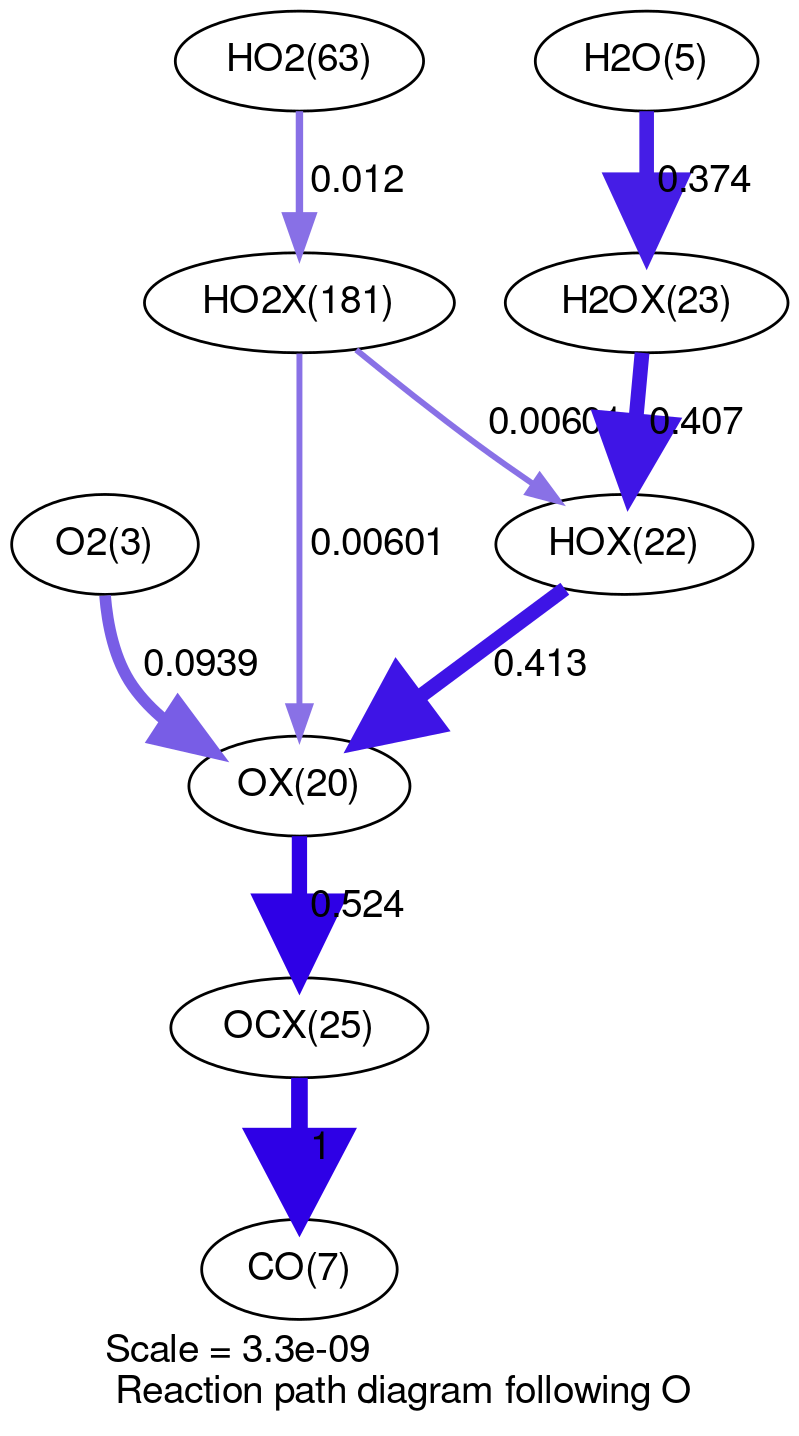 HO2(63)
H2O(5)
0.012
0.374
HO2X(181)
H2OX(23)
0.407
O2(3)
0.00601
HOX(22)
0.0939
0.413
OX(20)
0.524
OCX(25)
1
CO(7)
Scale = 3.3e-09
Reaction path diagram following O